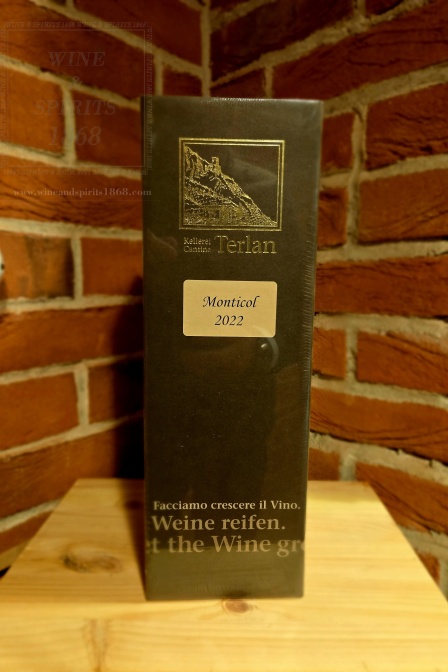 WINE
&
SPIRITS
1868
www.wineandspirits1868.com
Kellerei
Cantina
Terlan
Monticol
2022
Facciamo crescere il Vino.
Weine reifen.
t the Wine gr